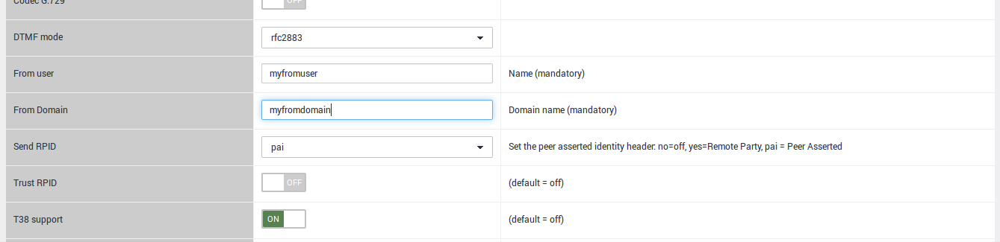 Codec G.729 OFF
DTMF mode rfc2883
From user myfromuser Name (mandatory)
From Domain myfromdomain Domain name (mandatory)
Send RPID pai Set the peer asserted identity header: no=off, yes=Remote Party, pai = Peer Asserted
Trust RPID OFF (default = off)
T38 support ON (default = off)